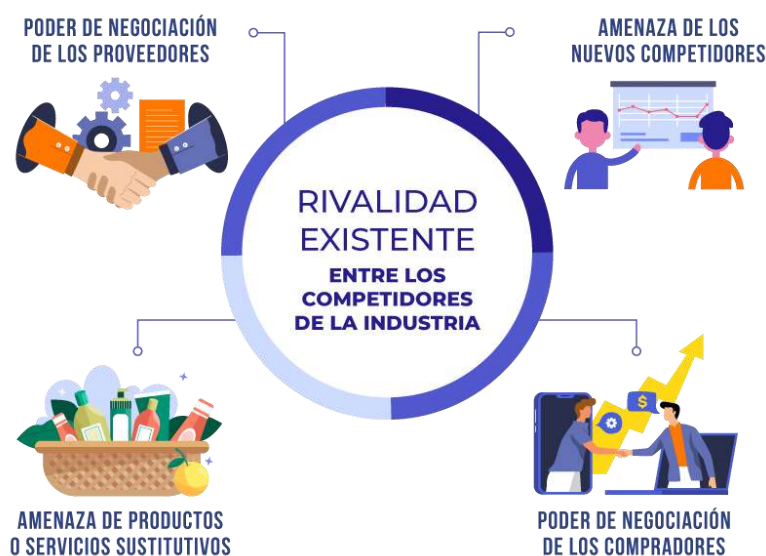 PODER DE NEGOCIACIÓN
DE LOS PROVEEDORES
AMENAZA DE LOS
NUEVOS COMPETIDORES
RIVALIDAD
EXISTENTE
ENTRE LOS
COMPETIDORES
DE LA INDUSTRIA
$
AMENAZA DE PRODUCTOS
O SERVICIOS SUSTITUTIVOS
PODER DE NEGOCIACIÓN
DE LOS COMPRADORES